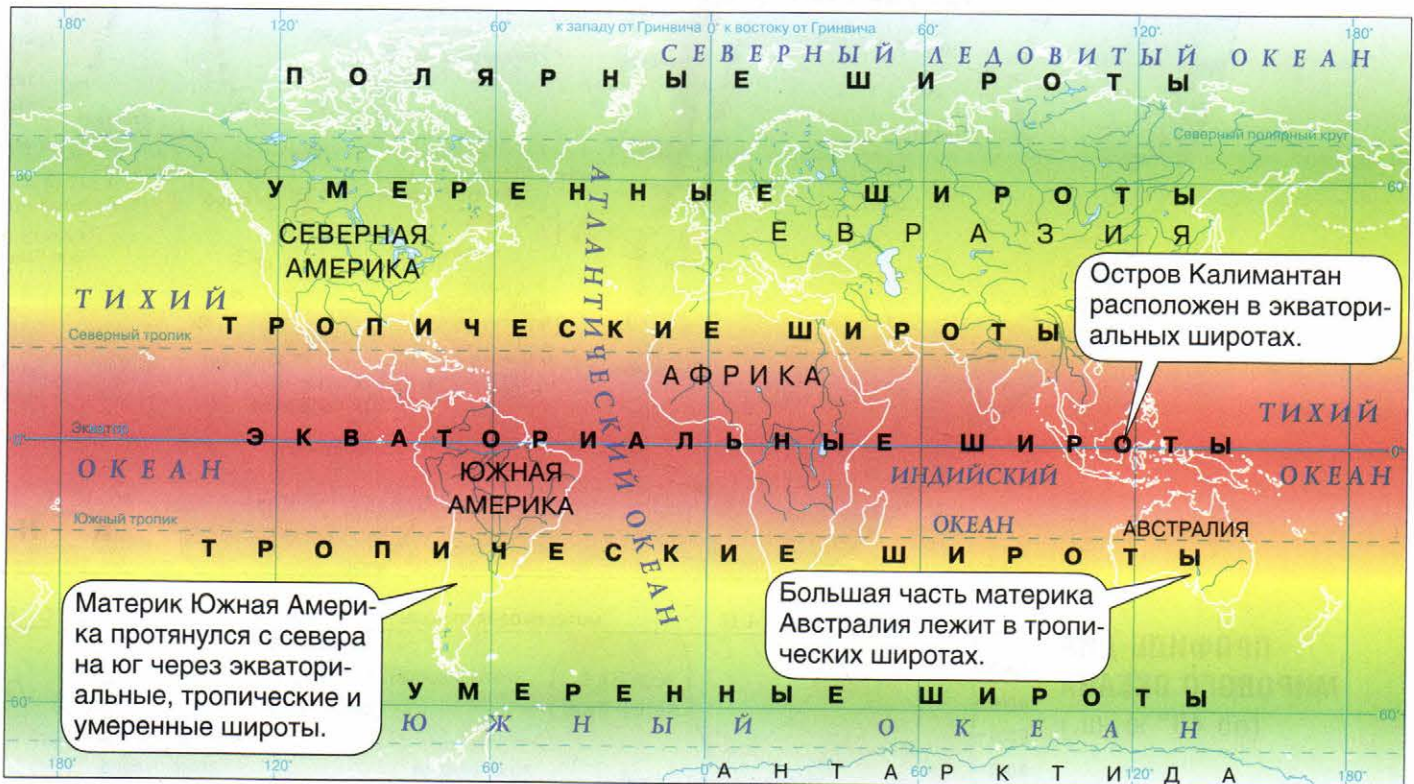 180° 120° 60° к западу от Гринвича 0° к востоку от Гринвича 60° 120° 180°
СЕВЕРНЫЙ ЛЕДОВИТЫЙ ОКЕАН
ПОЛЯРНЫЕ ШИРОТЫ
Северный полярный круг
60° 60°
УМЕРЕННЫЕ ШИРОТЫ
СЕВЕРНАЯ
АМЕРИКА
ЕВРАЗИЯ
АТЛАНТИЧЕСКИЙ ОКЕАН
Остров Калимантан
расположен в экватори-
альных широтах.
ТИХИЙ
Северный тропик
ТРОПИЧЕСКИЕ ШИРОТЫ
АФРИКА
ТИХИЙ
Экватор
0° ЭКВАТОРИАЛЬНЫЕ ШИРОТЫ 0°
ОКЕАН
ЮЖНАЯ
АМЕРИКА
ИНДИЙСКИЙ
ОКЕАН
ОКЕАН
Южный тропик
АВСТРАЛИЯ
ТРОПИЧЕСКИЕ ШИРОТЫ
Материк Южная Амери-
ка протянулся с севера
на юг через экватори-
альные, тропические и
умеренные широты.
Большая часть материка
Австралия лежит в тропи-
ческих широтах.
60° УМЕРЕННЫЕ ШИРОТЫ 60°
ЮЖНЫЙ ОКЕАН
180° 120° 60° 0° 60° 120° 180°
АНТАРКТИДА